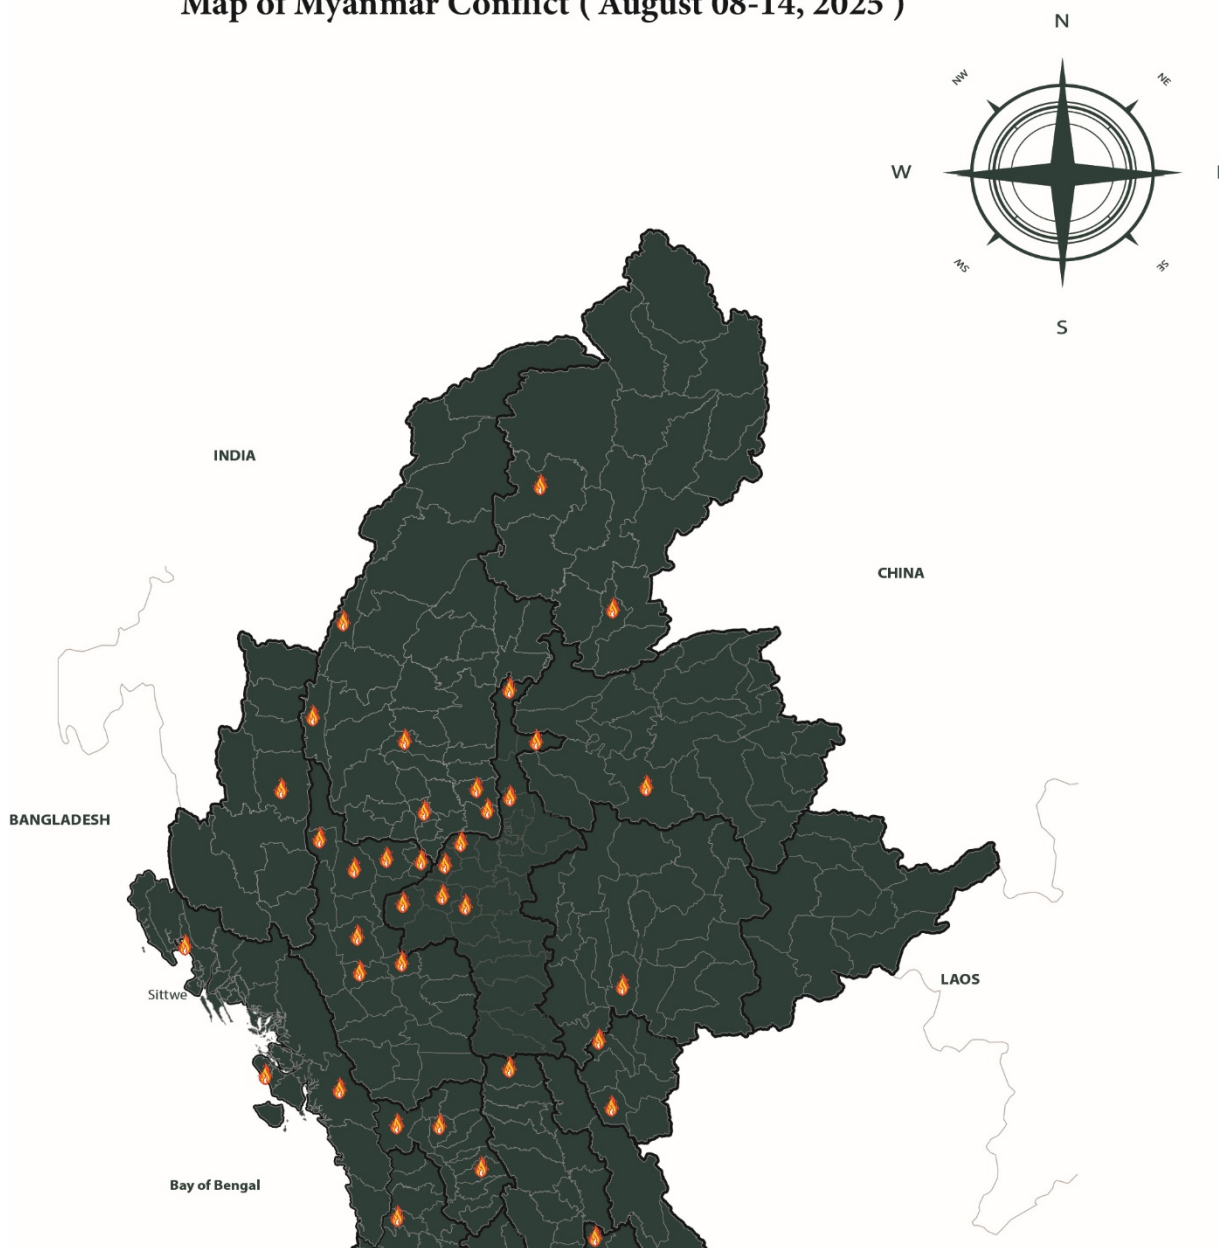 Map of Myanmar Conflict ( August 08-14, 2025 )
N
NW
NE
W
SW
SE
S
INDIA
CHINA
BANGLADESH
LAOS
Sittwe
Bay of Bengal